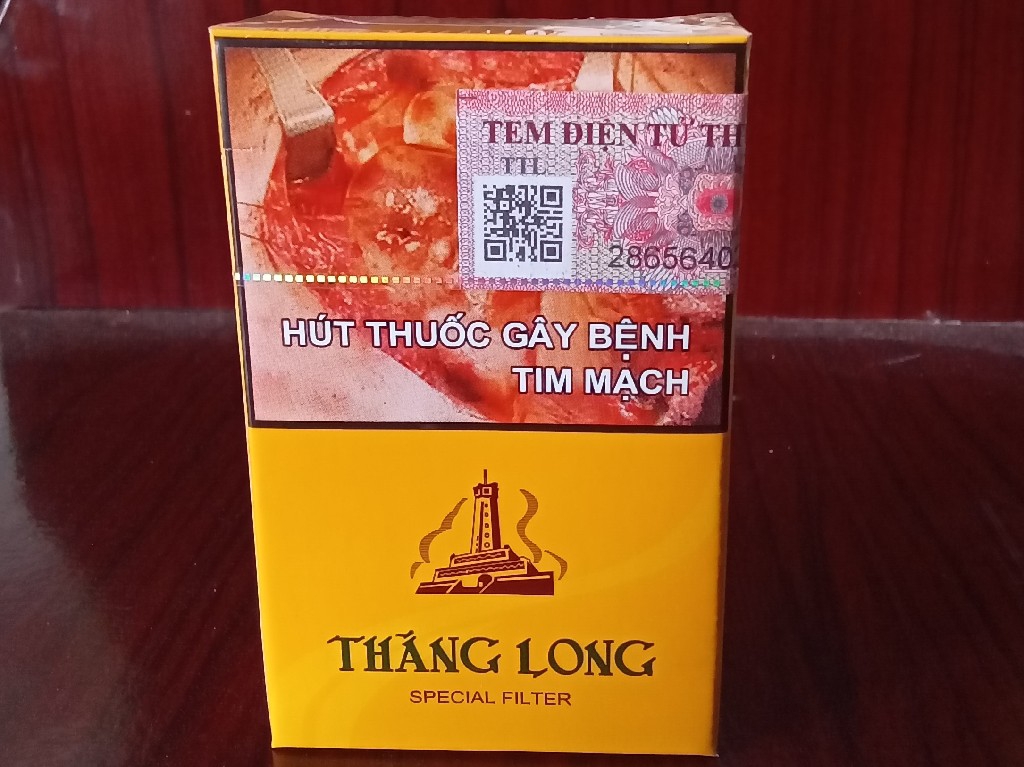 TEM ĐIỆN TỬ TH
TTL
2865640
HÚT THUỐC GÂY BỆNH
TIM MẠCH
THĂNG LONG
SPECIAL FILTER